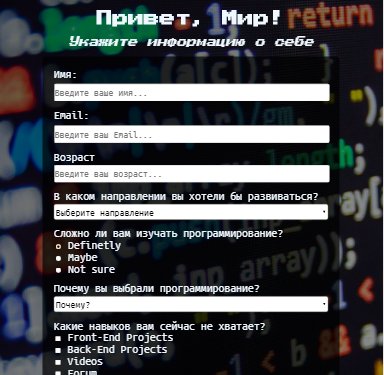 Привет, Мир!
Укажите информацию о себе
Имя:
Введите ваше имя...
Email:
Введите ваш Email...
Возраст
Введите ваш возраст...
В каком направлении вы хотели бы развиваться?
Выберите направление
Сложно ли вам изучать программирование?
Definetly
Maybe
Not sure
Почему вы выбрали программирование?
Почему?
Какие навыков вам сейчас не хватает?
Front-End Projects
Back-End Projects
Videos
Forum
return
length